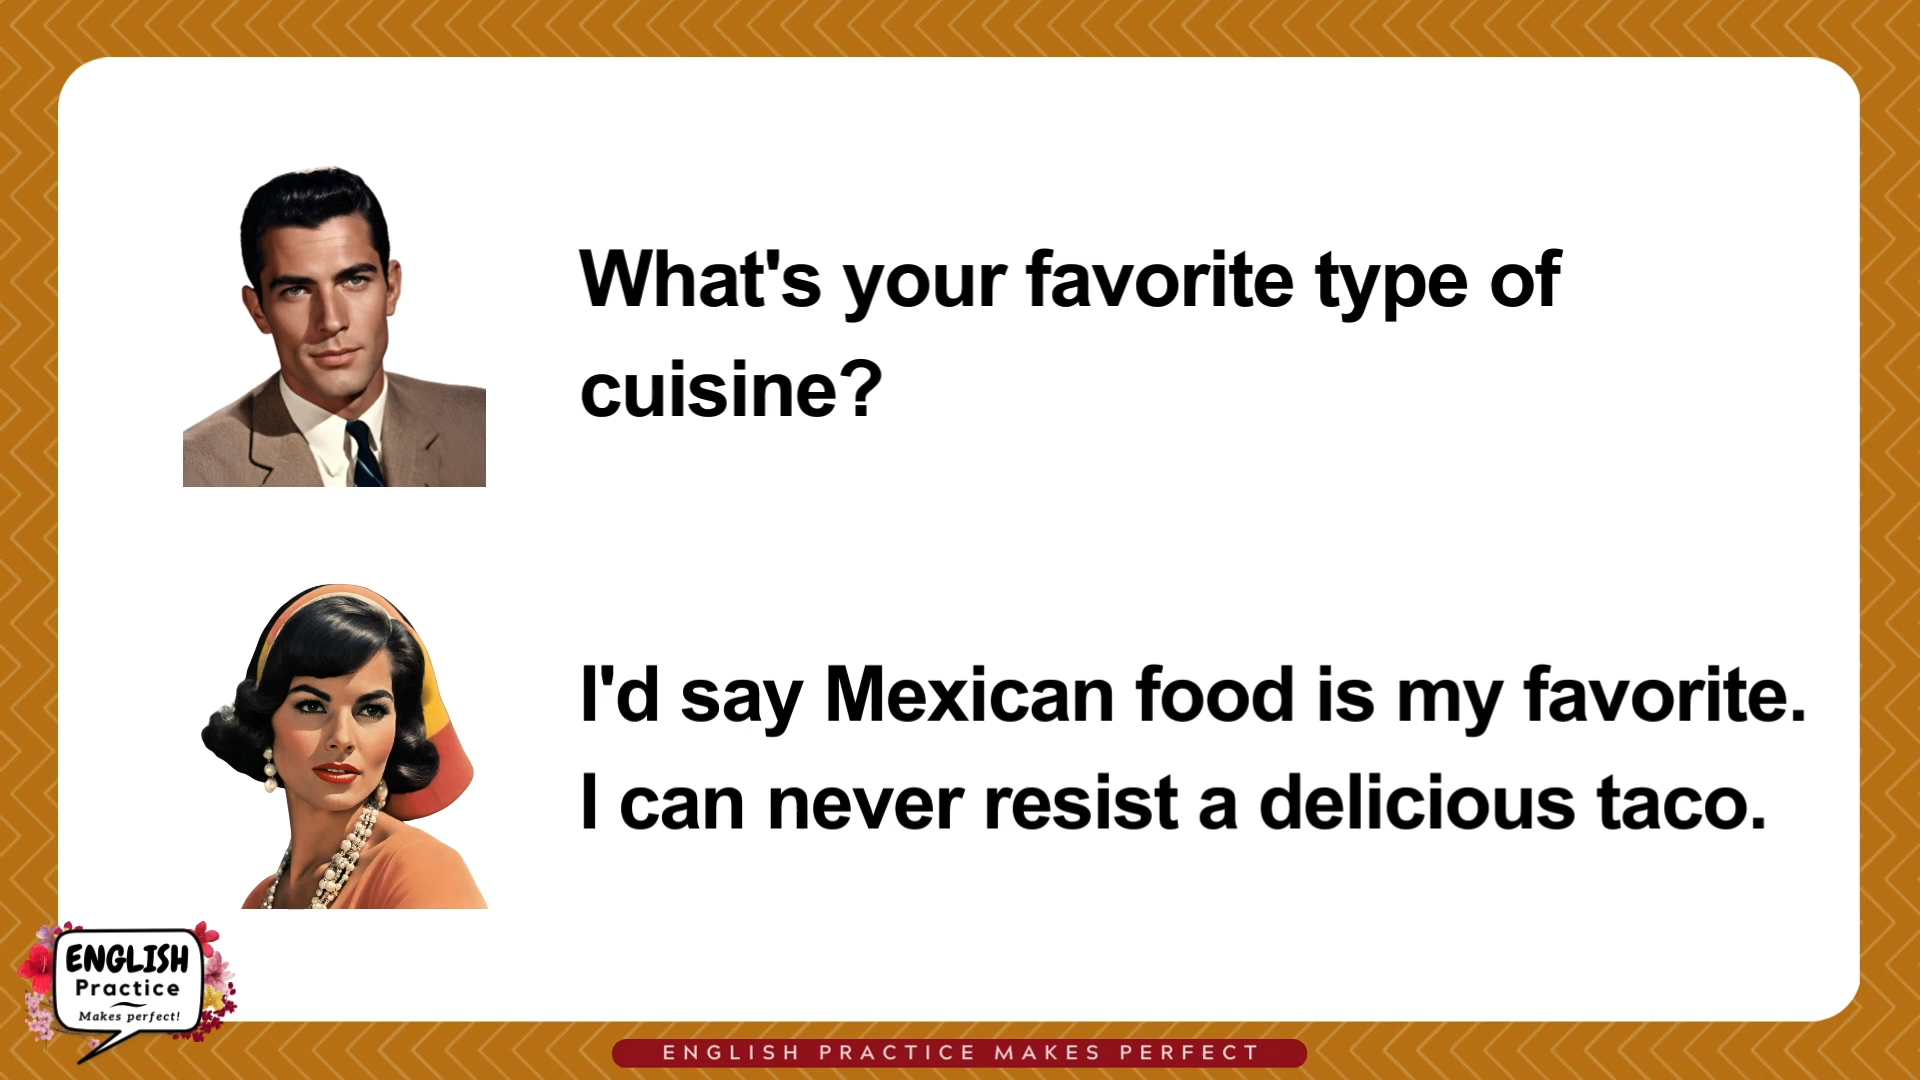 What's your favorite type of
cuisine?
I'd say Mexican food is my favorite.
I can never resist a delicious taco.
ENGLISH
Practice
Makes perfect!
ENGLISH PRACTICE MAKES PERFECT